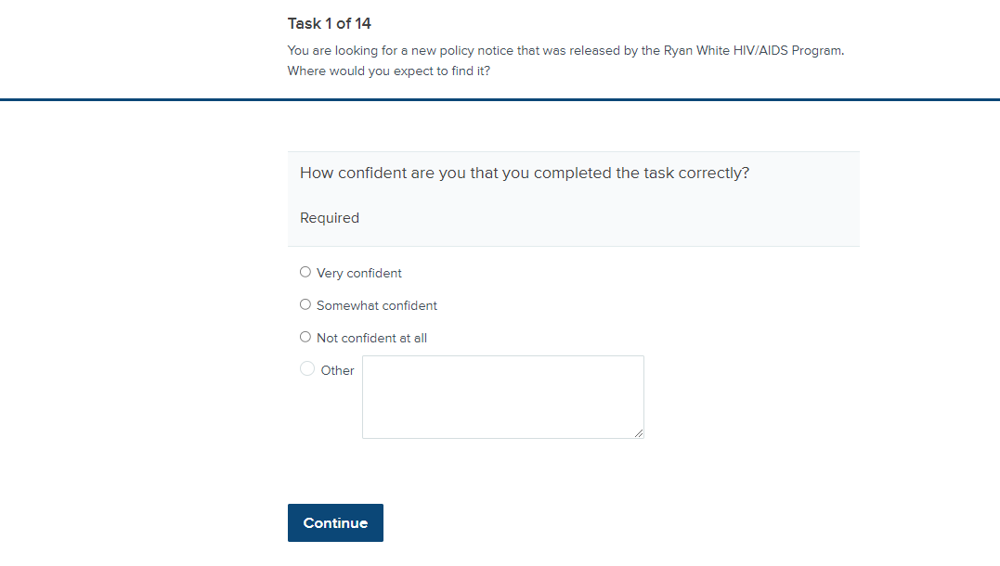 Task 1 of 14
You are looking for a new policy notice that was released by the Ryan White HIV/AIDS Program.
Where would you expect to find it?
How confident are you that you completed the task correctly?
Required
Very confident
Somewhat confident
Not confident at all
Other
Continue